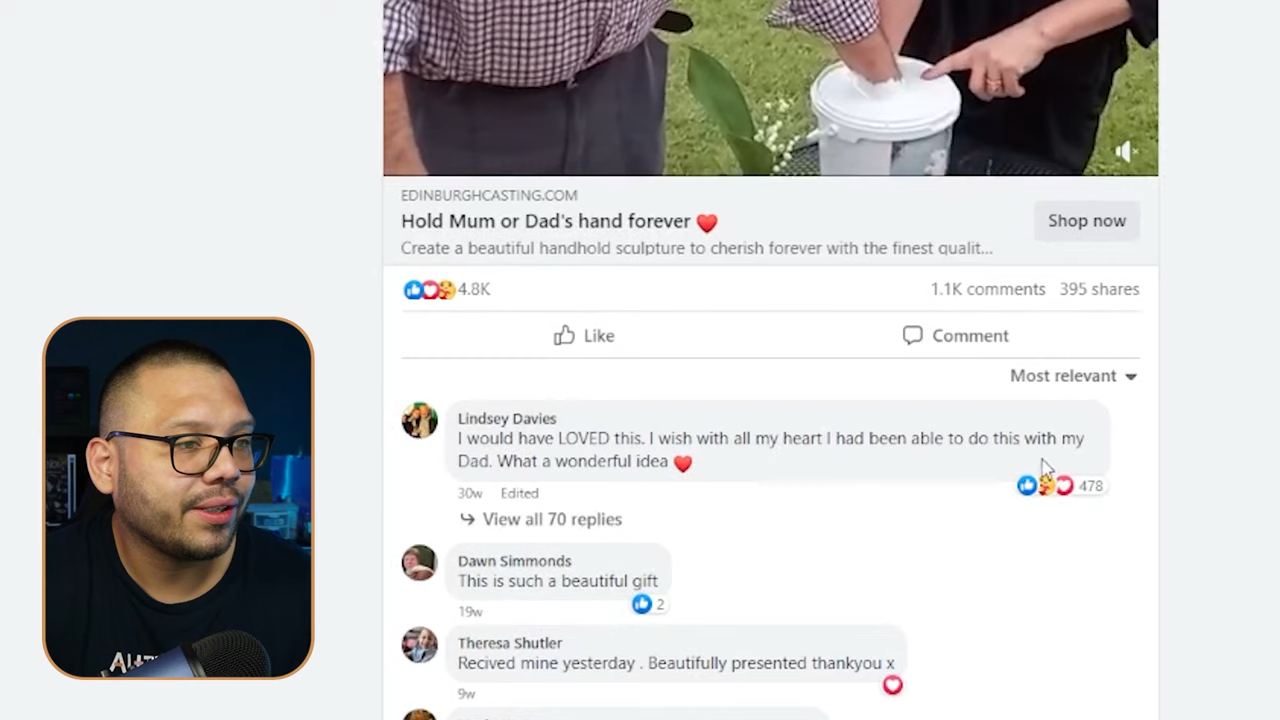 EDINBURGHCASTING.COM
Hold Mum or Dad's hand forever ❤️
Shop now
Create a beautiful handhold sculpture to cherish forever with the finest qualit...
4.8K
1.1K comments 395 shares
Like
Comment
Most relevant
Lindsey Davies
I would have LOVED this. I wish with all my heart I had been able to do this with my
Dad. What a wonderful idea ❤️
478
30w Edited
View all 70 replies
Dawn Simmonds
This is such a beautiful gift
2
19w
Theresa Shutler
Recived mine yesterday . Beautifully presented thankyou x
9w